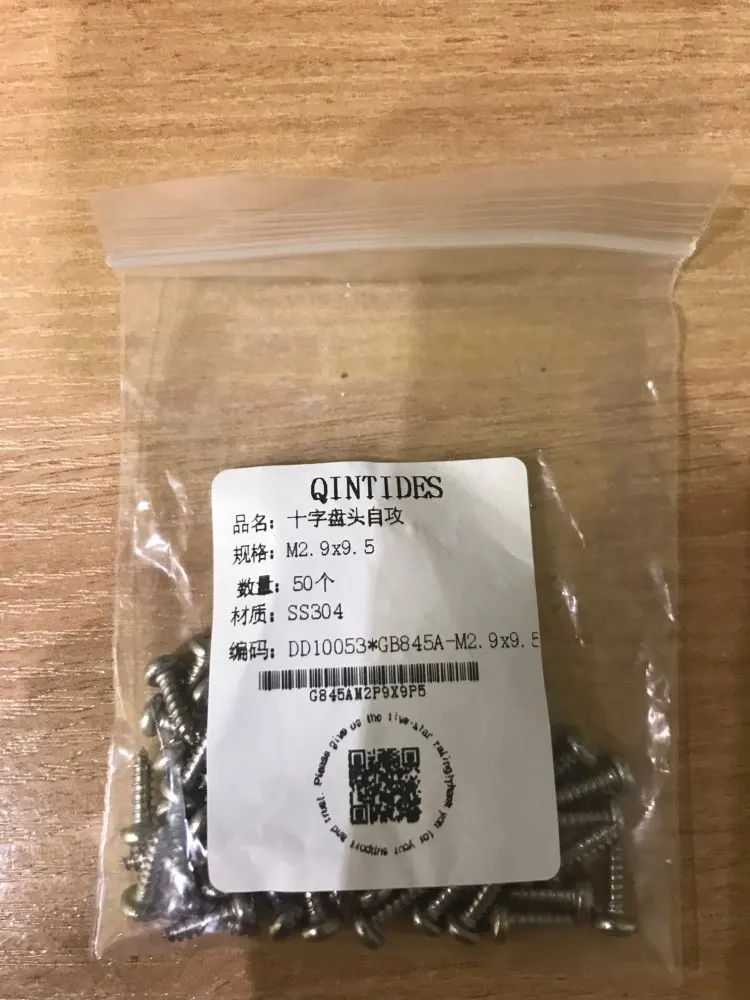 QINTIDES
品名: 十字盘头自攻
规格: M2.9x9.5
数量: 50个
材质: SS304
编码: DD10053*GB845A-M2.9x9.5
G845AM2P9X9P5
Please give us the five-star rating!Thank you for your support and trust.